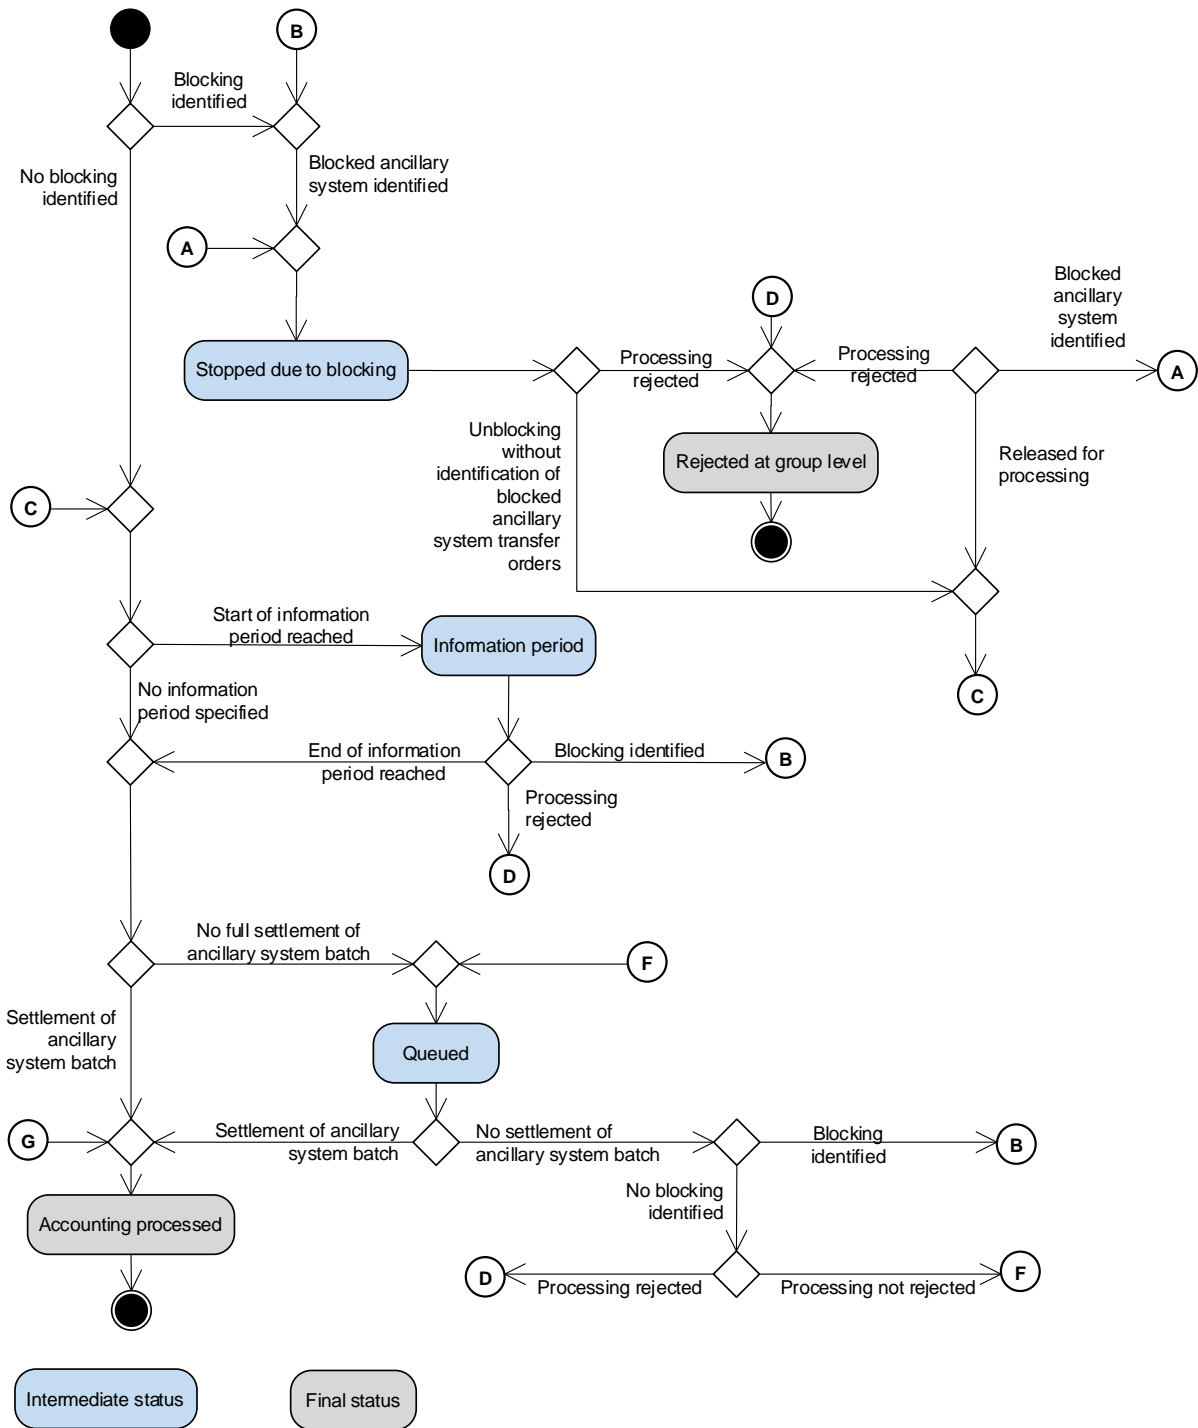 B
Blocking
identified
No blocking
identified
Blocked ancillary
system identified
A
D
Blocked
ancillary
system
identified
Stopped due to blocking
Processing
rejected
Processing
rejected
A
Unblocking
without
identification of
blocked
ancillary
system transfer
orders
Rejected at group level
Released for
processing
C
Start of information
period reached
Information period
C
No information
period specified
End of information
period reached
Blocking identified
B
Processing
rejected
D
No full settlement of
ancillary system batch
F
Settlement of
ancillary
system batch
Queued
G
Settlement of ancillary
system batch
No settlement of
ancillary system batch
Blocking
identified
B
No blocking
identified
Accounting processed
D
Processing rejected
Processing not rejected
F
Intermediate status
Final status